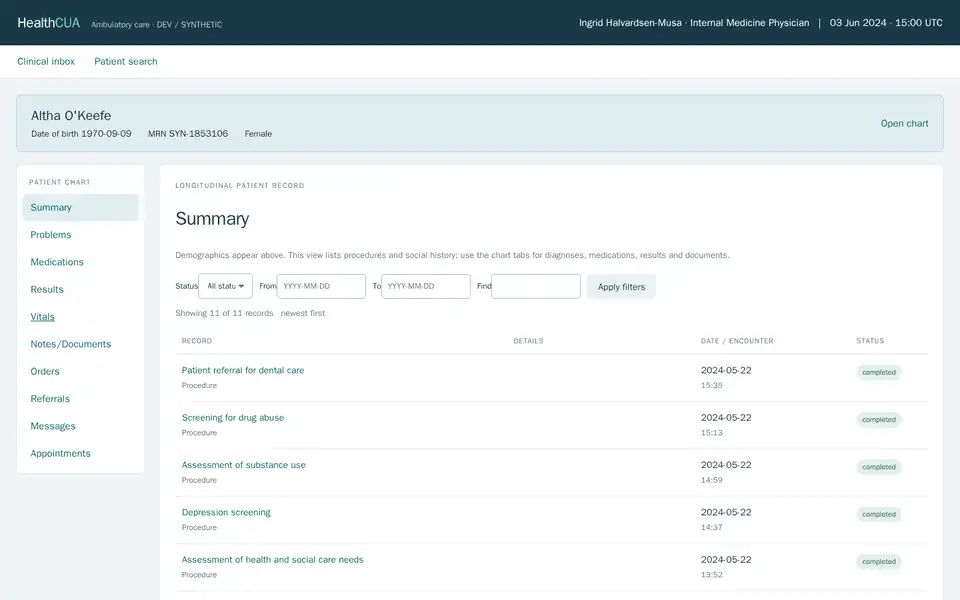 HealthCUA Ambulatory care · DEV / SYNTHETIC Ingrid Halvardsen-Musa · Internal Medicine Physician | 03 Jun 2024 · 15:00 UTC
Clinical inbox Patient search
Altha O'Keefe
Date of birth 1970-09-09 MRN SYN-1853106 Female
Open chart
PATIENT CHART
Summary
Problems
Medications
Results
Vitals
Notes/Documents
Orders
Referrals
Messages
Appointments
LONGITUDINAL PATIENT RECORD
Summary
Demographics appear above. This view lists procedures and social history; use the chart tabs for diagnoses, medications, results and documents.
Status All statu From YYYY-MM-DD To YYYY-MM-DD Find Apply filters
Showing 11 of 11 records newest first
RECORD DETAILS DATE / ENCOUNTER STATUS
Patient referral for dental care 2024-05-22 completed
Procedure 15:35
Screening for drug abuse 2024-05-22 completed
Procedure 15:13
Assessment of substance use 2024-05-22 completed
Procedure 14:59
Depression screening 2024-05-22 completed
Procedure 14:37
Assessment of health and social care needs 2024-05-22 completed
Procedure 13:52